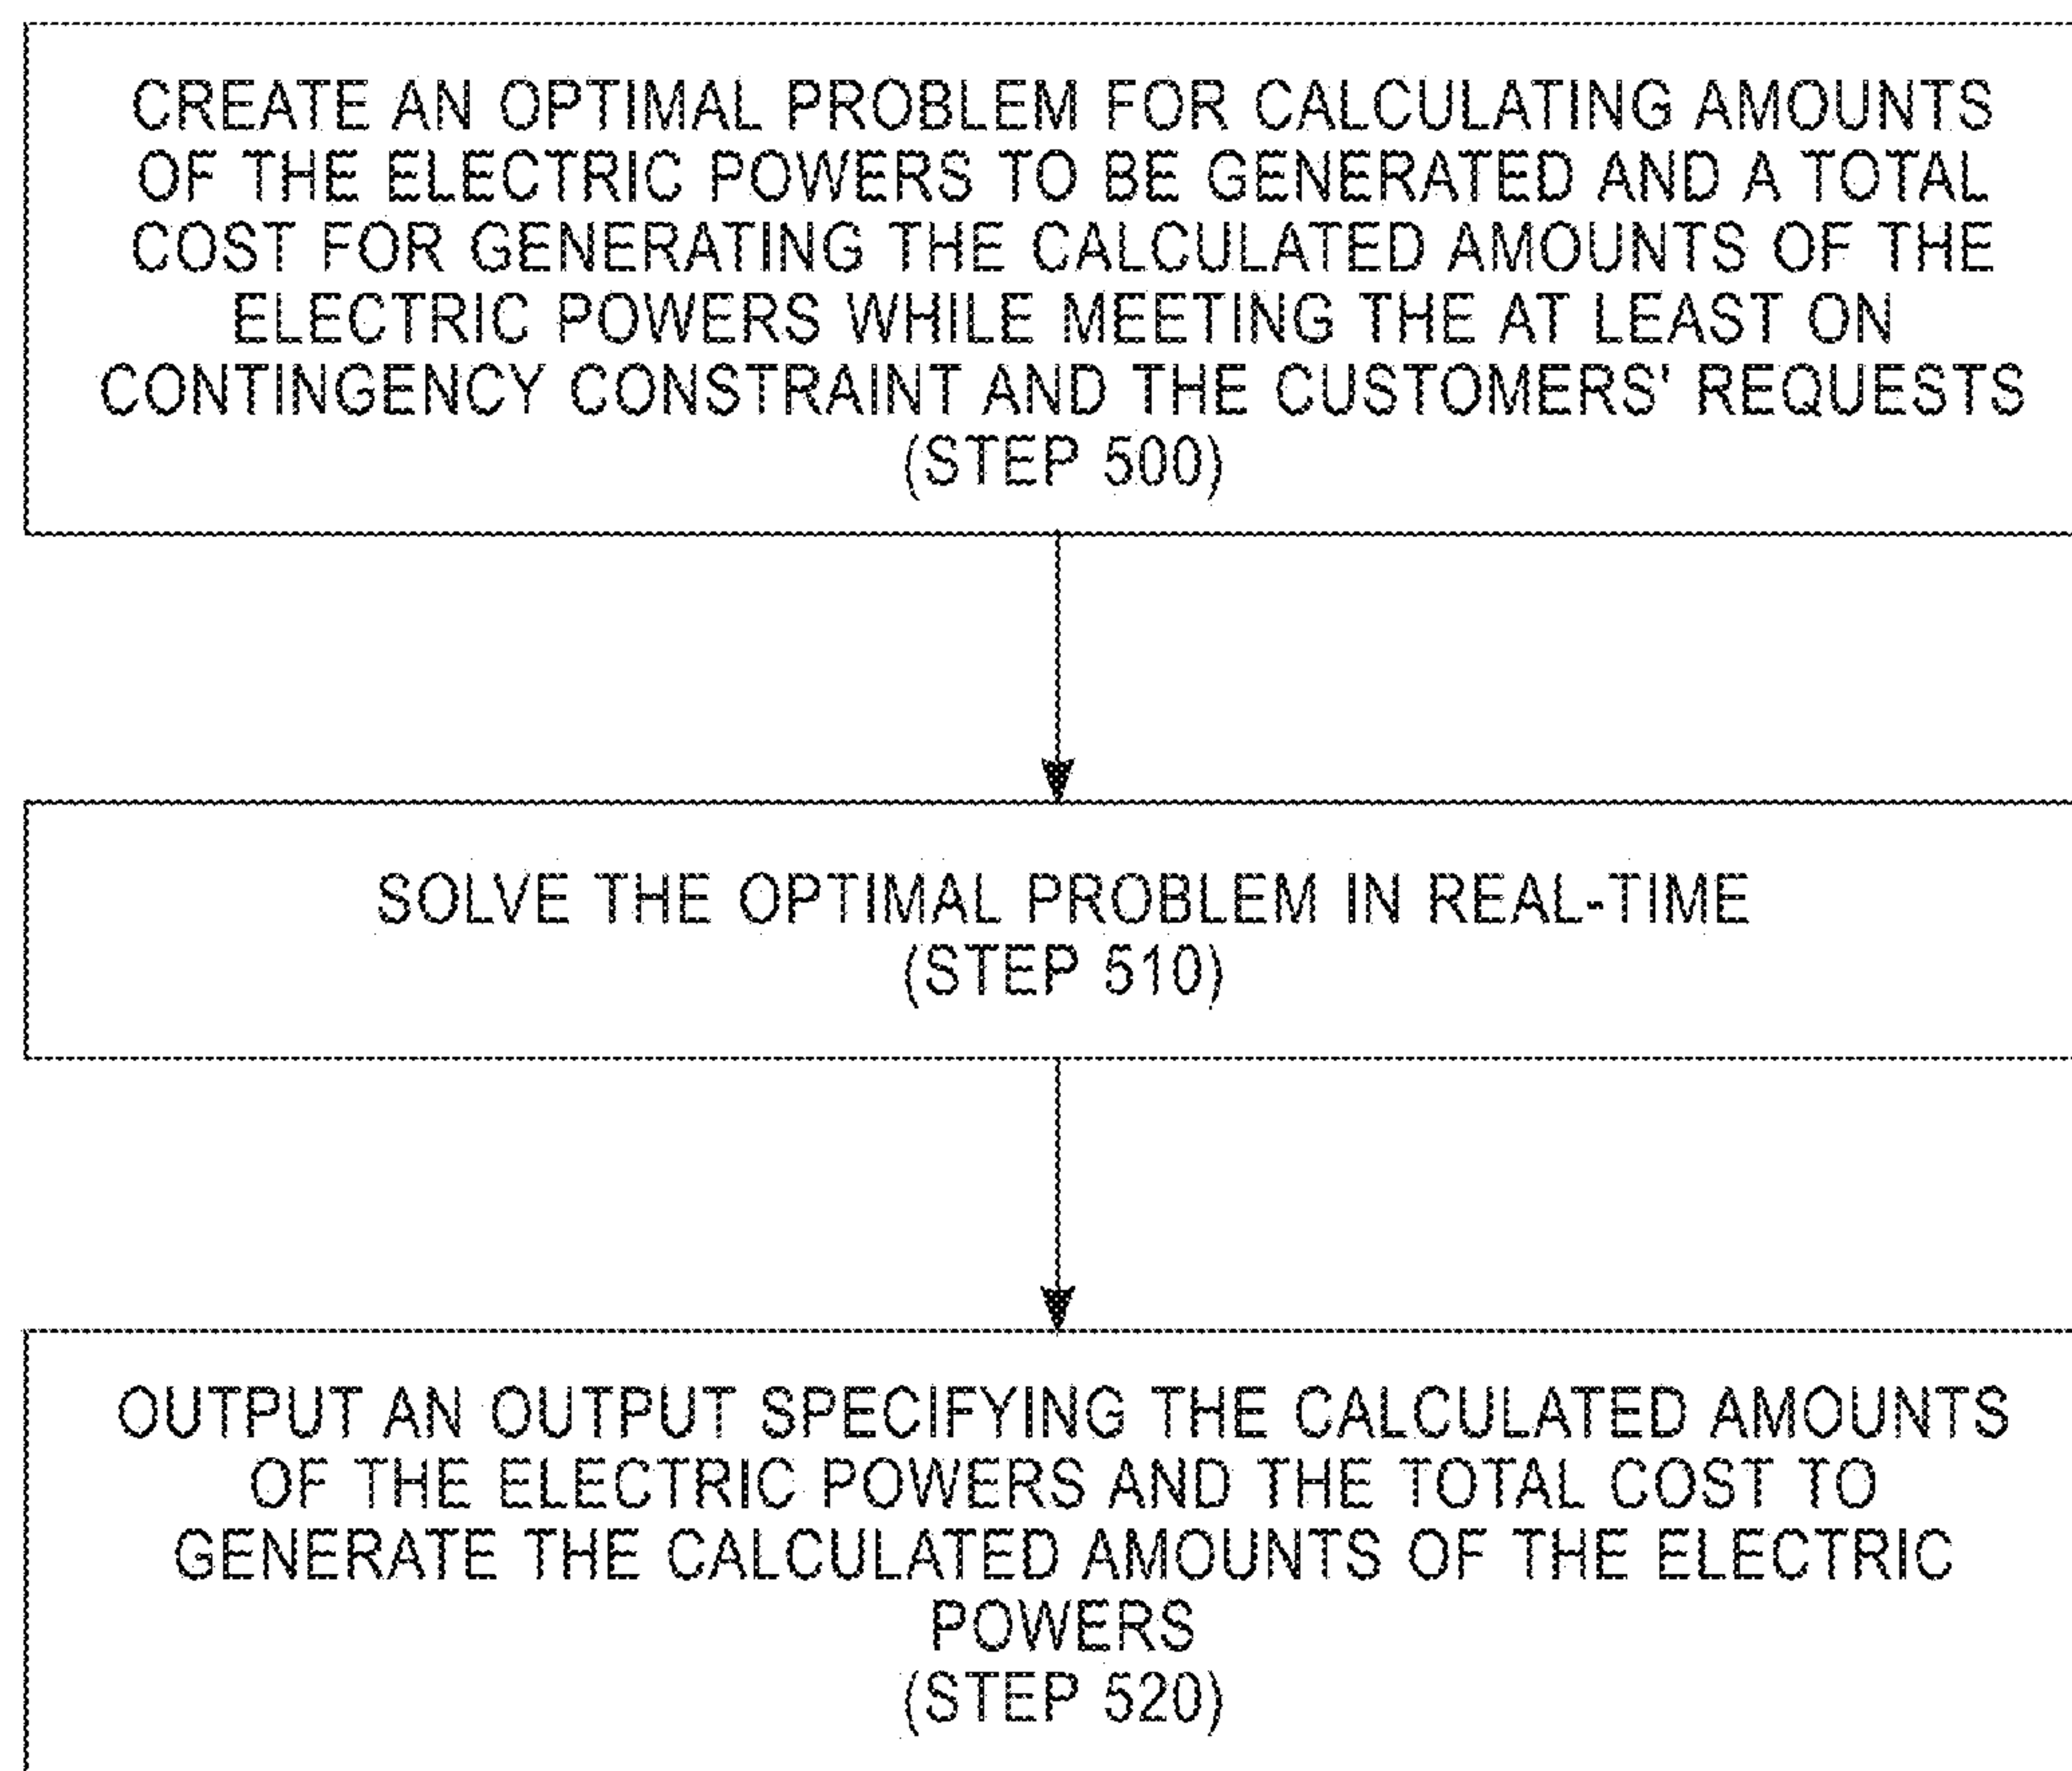 CREATE AN OPTIMAL PROBLEM FOR CALCULATING AMOUNTS
OF THE ELECTRIC POWERS TO BE GENERATED AND A TOTAL
COST FOR GENERATING THE CALCULATED AMOUNTS OF THE
ELECTRIC POWERS WHILE MEETING THE AT LEAST ON
CONTINGENCY CONSTRAINT AND THE CUSTOMERS' REQUESTS
(STEP 500)
SOLVE THE OPTIMAL PROBLEM IN REAL-TIME
(STEP 510)
OUTPUT AN OUTPUT SPECIFYING THE CALCULATED AMOUNTS
OF THE ELECTRIC POWERS AND THE TOTAL COST TO
GENERATE THE CALCULATED AMOUNTS OF THE ELECTRIC
POWERS
(STEP 520)